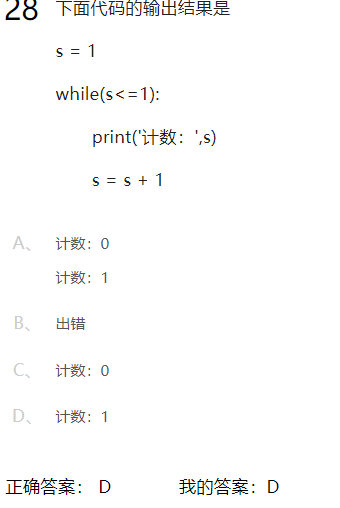 28 下面代码的输出结果是
s = 1
while(s<=1):
print('计数：',s)
s = s + 1
A、 计数：0
计数：1
B、 出错
C、 计数：0
D、 计数：1
正确答案： D 我的答案：D